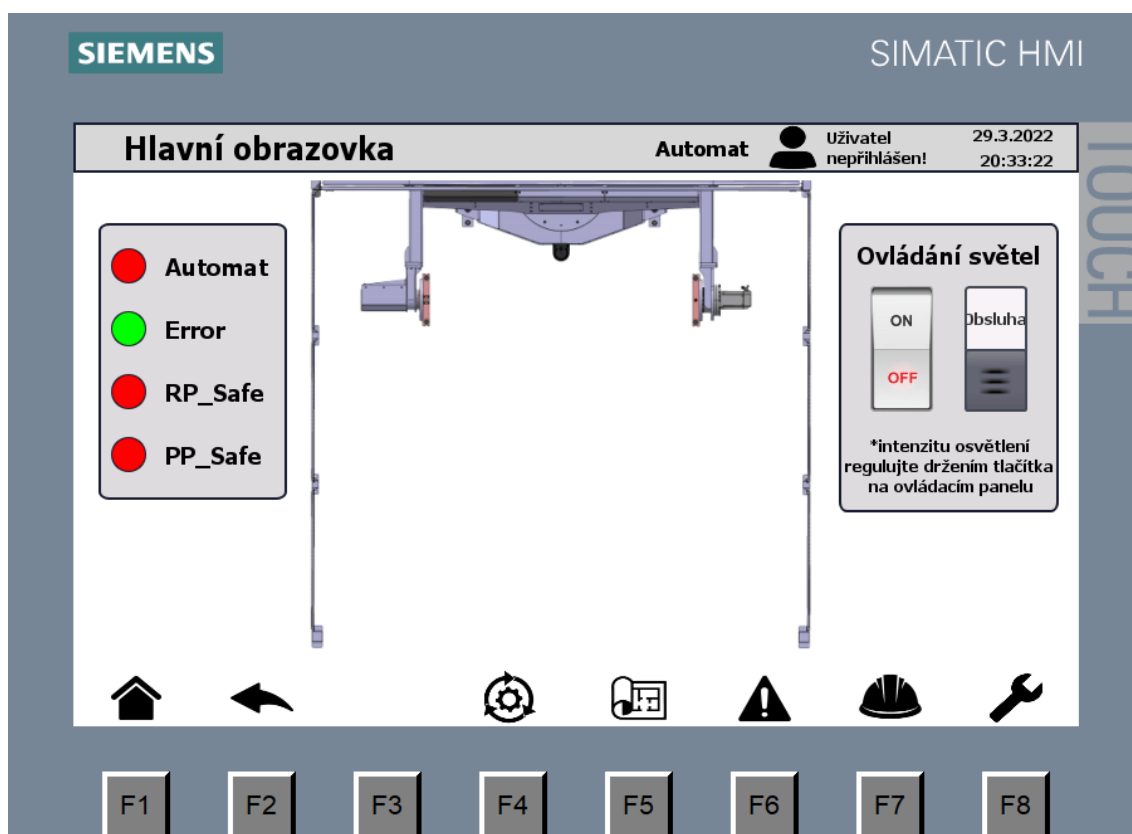 SIEMENS
SIMATIC HMI
TOUCH
Hlavní obrazovka
Automat
Uživatel
nepřihlášen!
29.3.2022
20:33:22
Automat
Error
RP_Safe
PP_Safe
Ovládání světel
ON
OFF
Obsluha
*intenzitu osvětlení
regulujte držením tlačítka
na ovládacím panelu
F1
F2
F3
F4
F5
F6
F7
F8